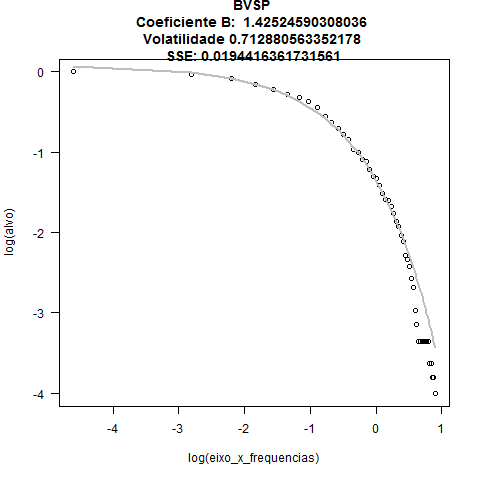 BVSP
Coeficiente B: 1.42524590308036
Volatilidade 0.712880563352178
SSE: 0.0194416361731561
0
-1
-2
-3
-4
log(alvo)
-4
-3
-2
-1
0
1
log(eixo_x_frequencias)